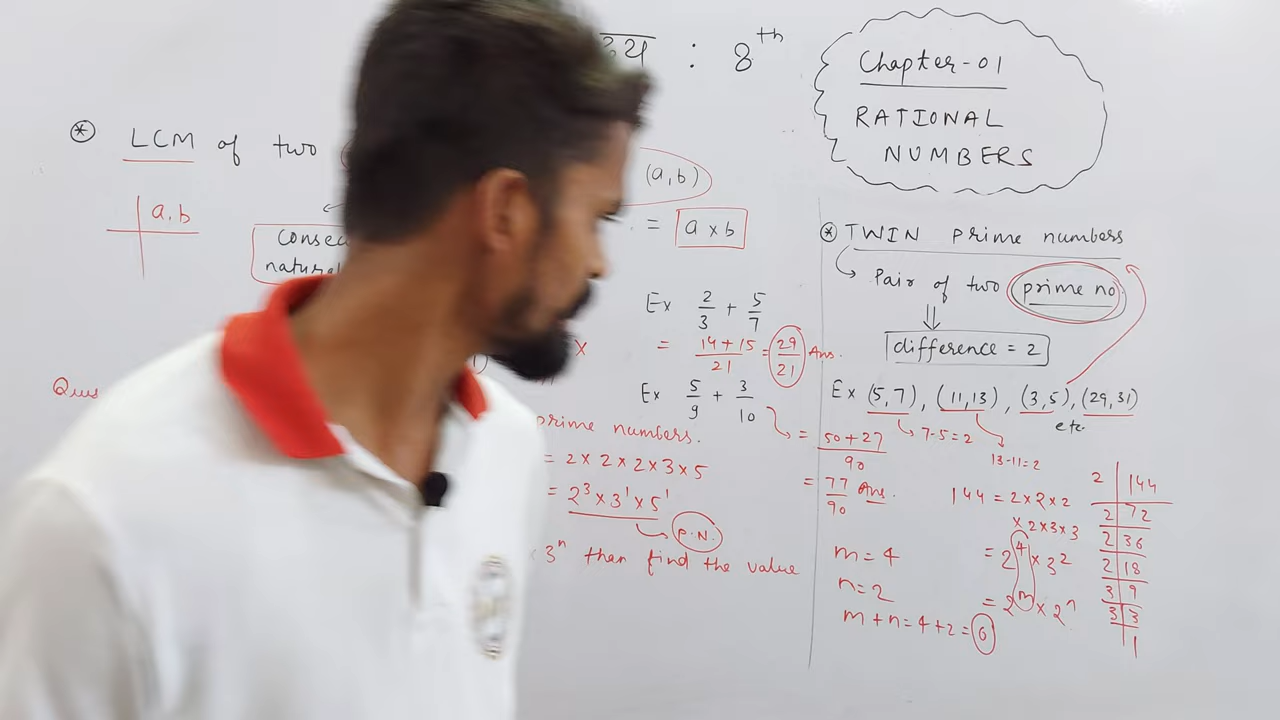 : 8th
Chapter-01
RATIONAL
NUMBERS
* LCM of two
(a,b)
a,b
= a x b
* TWIN prime numbers
Pair of two prime no.
difference = 2
Ex (5,7), (11,13), (3,5), (29,31)
etc.
7-5=2
13-11=2
Ex 2/3 + 5/7
= 14+15/21 = 29/21 Ans.
Ex 5/9 + 3/10
= 50+27/90
= 77/90 Ans.
prime numbers.
= 2 x 2 x 2 x 3 x 5
= 2³ x 3¹ x 5¹
P.N.
3ⁿ then find the value
144 = 2 x 2 x 2
x 2 x 3 x 3
= 2⁴ x 3²
= 2ᵐ x 2ⁿ
m = 4
n = 2
m + n = 4 + 2 = 6
2 | 144
2 | 72
2 | 36
2 | 18
3 | 9
3 | 3
| 1